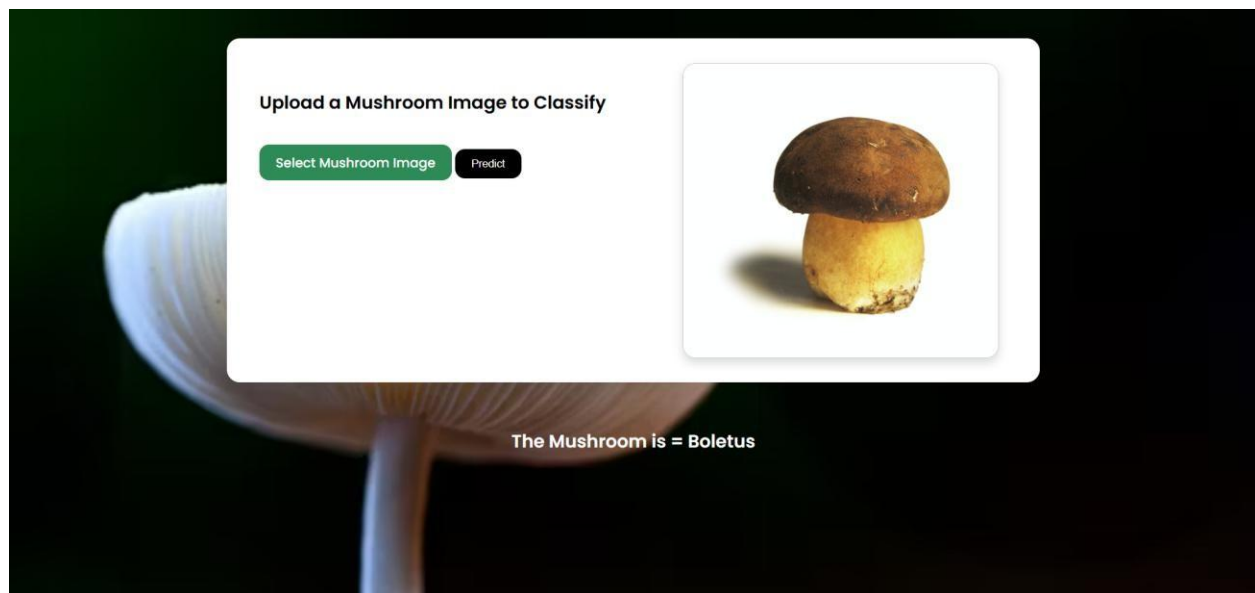 Upload a Mushroom Image to Classify
Select Mushroom Image Predict
The Mushroom is = Boletus